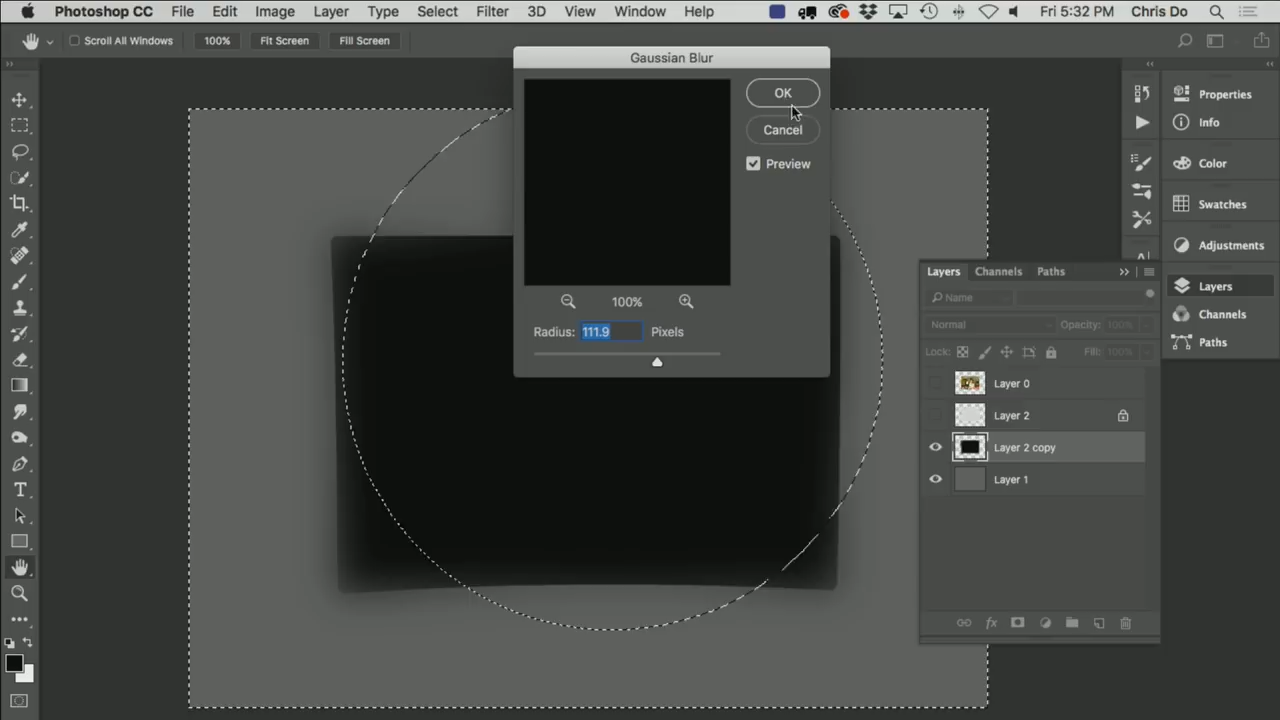 Photoshop CC File Edit Image Layer Type Select Filter 3D View Window Help Fri 5:32 PM Chris Do
Scroll All Windows 100% Fit Screen Fill Screen
Gaussian Blur
OK
Cancel
Preview
100%
Radius: 111.9 Pixels
Properties
Info
Color
Swatches
Adjustments
Layers
Channels
Paths
Layers Channels Paths
Name
Normal Opacity: 100%
Lock: Fill: 100%
Layer 0
Layer 2
Layer 2 copy
Layer 1